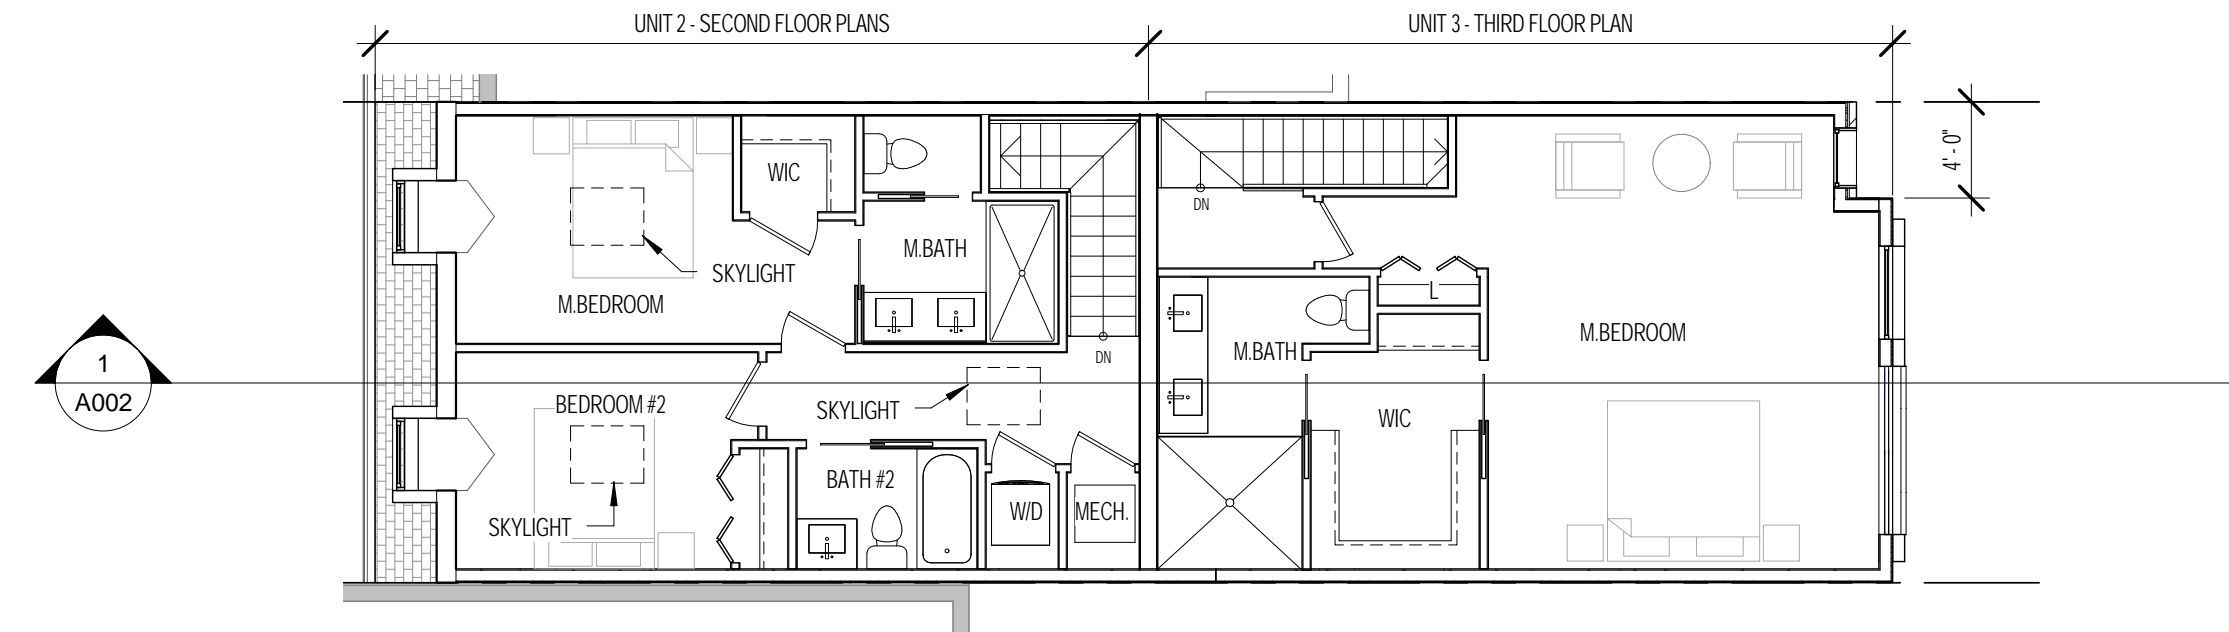 UNIT 2 - SECOND FLOOR PLANS
UNIT 3 - THIRD FLOOR PLAN
4' - 0"
WIC
DN
M.BATH
SKYLIGHT
M.BEDROOM
L
M.BEDROOM
M.BATH
DN
1
A002
BEDROOM #2
SKYLIGHT
WIC
BATH #2
SKYLIGHT
W/D
MECH.